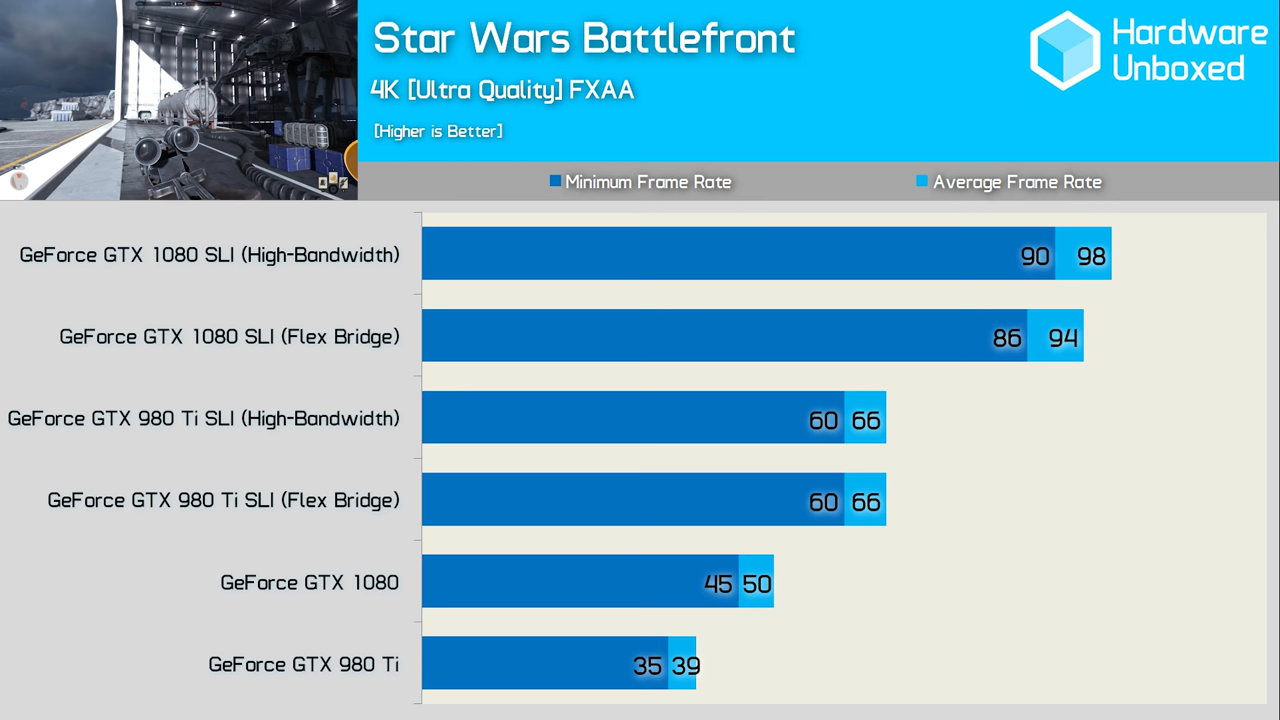 Star Wars Battlefront
4K [Ultra Quality] FXAA
[Higher is Better]
Hardware
Unboxed
Minimum Frame Rate
Average Frame Rate
GeForce GTX 1080 SLI (High-Bandwidth) 90 98
GeForce GTX 1080 SLI (Flex Bridge) 86 94
GeForce GTX 980 Ti SLI (High-Bandwidth) 60 66
GeForce GTX 980 Ti SLI (Flex Bridge) 60 66
GeForce GTX 1080 45 50
GeForce GTX 980 Ti 35 39